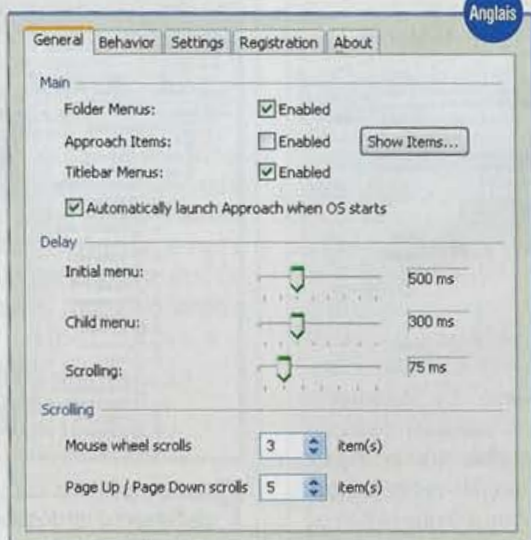 Anglais
General Behavior Settings Registration About
Main
Folder Menus: Enabled
Approach Items: Enabled Show Items...
Titlebar Menus: Enabled
Automatically launch Approach when OS starts
Delay
Initial menu: 500 ms
Child menu: 300 ms
Scrolling: 75 ms
Scrolling
Mouse wheel scrolls 3 item(s)
Page Up / Page Down scrolls 5 item(s)